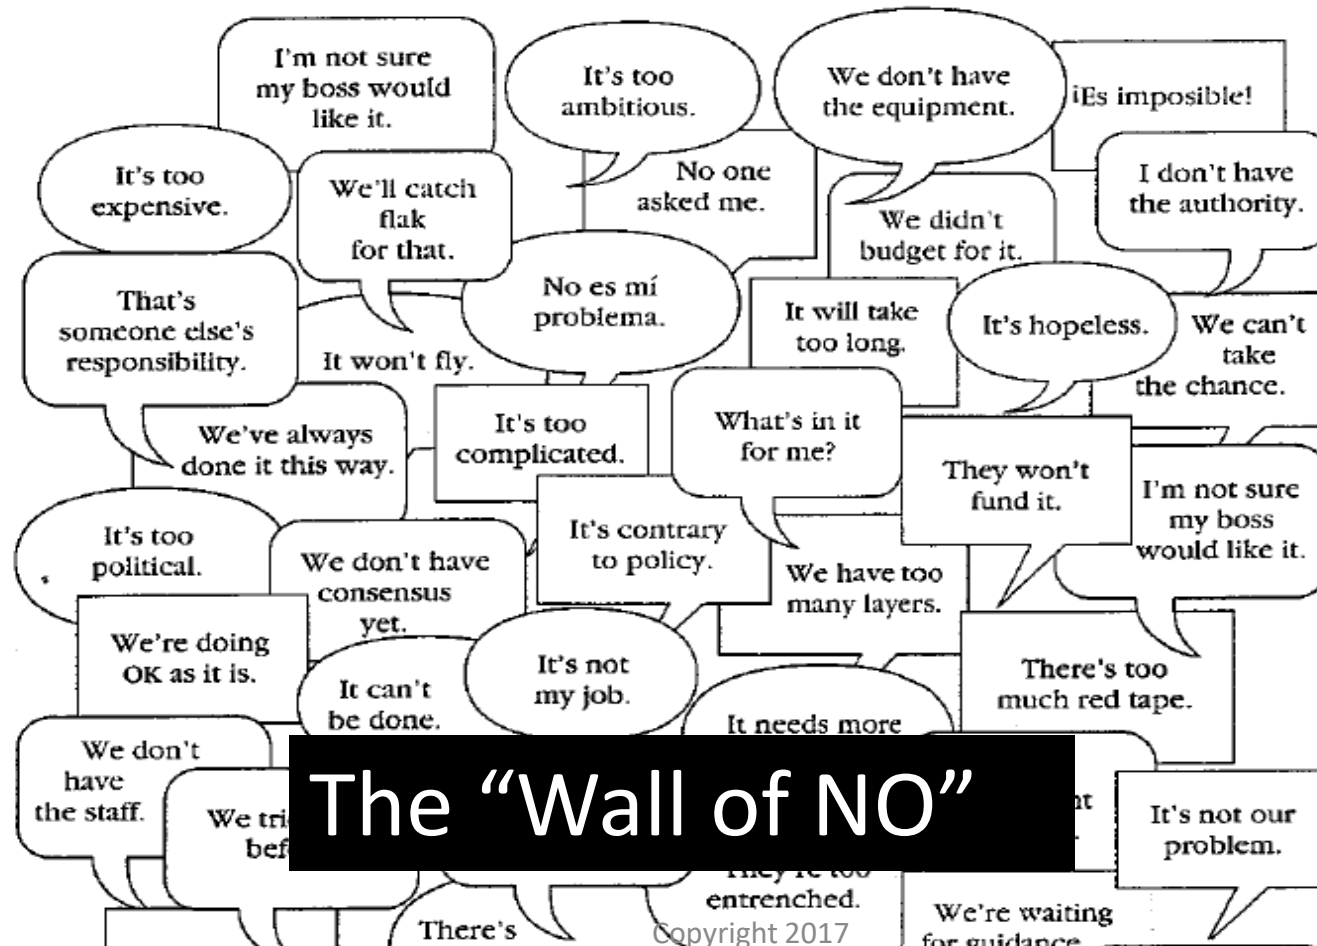 I'm not sure
my boss would
like it.
It's too
ambitious.
We don't have
the equipment.
¡Es imposible!
It's too
expensive.
We'll catch
flak
for that.
No one
asked me.
We didn't
budget for it.
I don't have
the authority.
That's
someone else's
responsibility.
It won't fly.
No es mí
problema.
It will take
too long.
It's hopeless.
We can't
take
the chance.
We've always
done it this way.
It's too
complicated.
What's in it
for me?
They won't
fund it.
I'm not sure
my boss
would like it.
It's too
political.
We don't have
consensus
yet.
It's contrary
to policy.
We have too
many layers.
We're doing
OK as it is.
It can't
be done.
It's not
my job.
It needs more
There's too
much red tape.
We don't
have
the staff.
We
The “Wall of NO”
It's not our
problem.
They're too
entrenched.
There's
We're waiting
for guidance
Copyright 2017